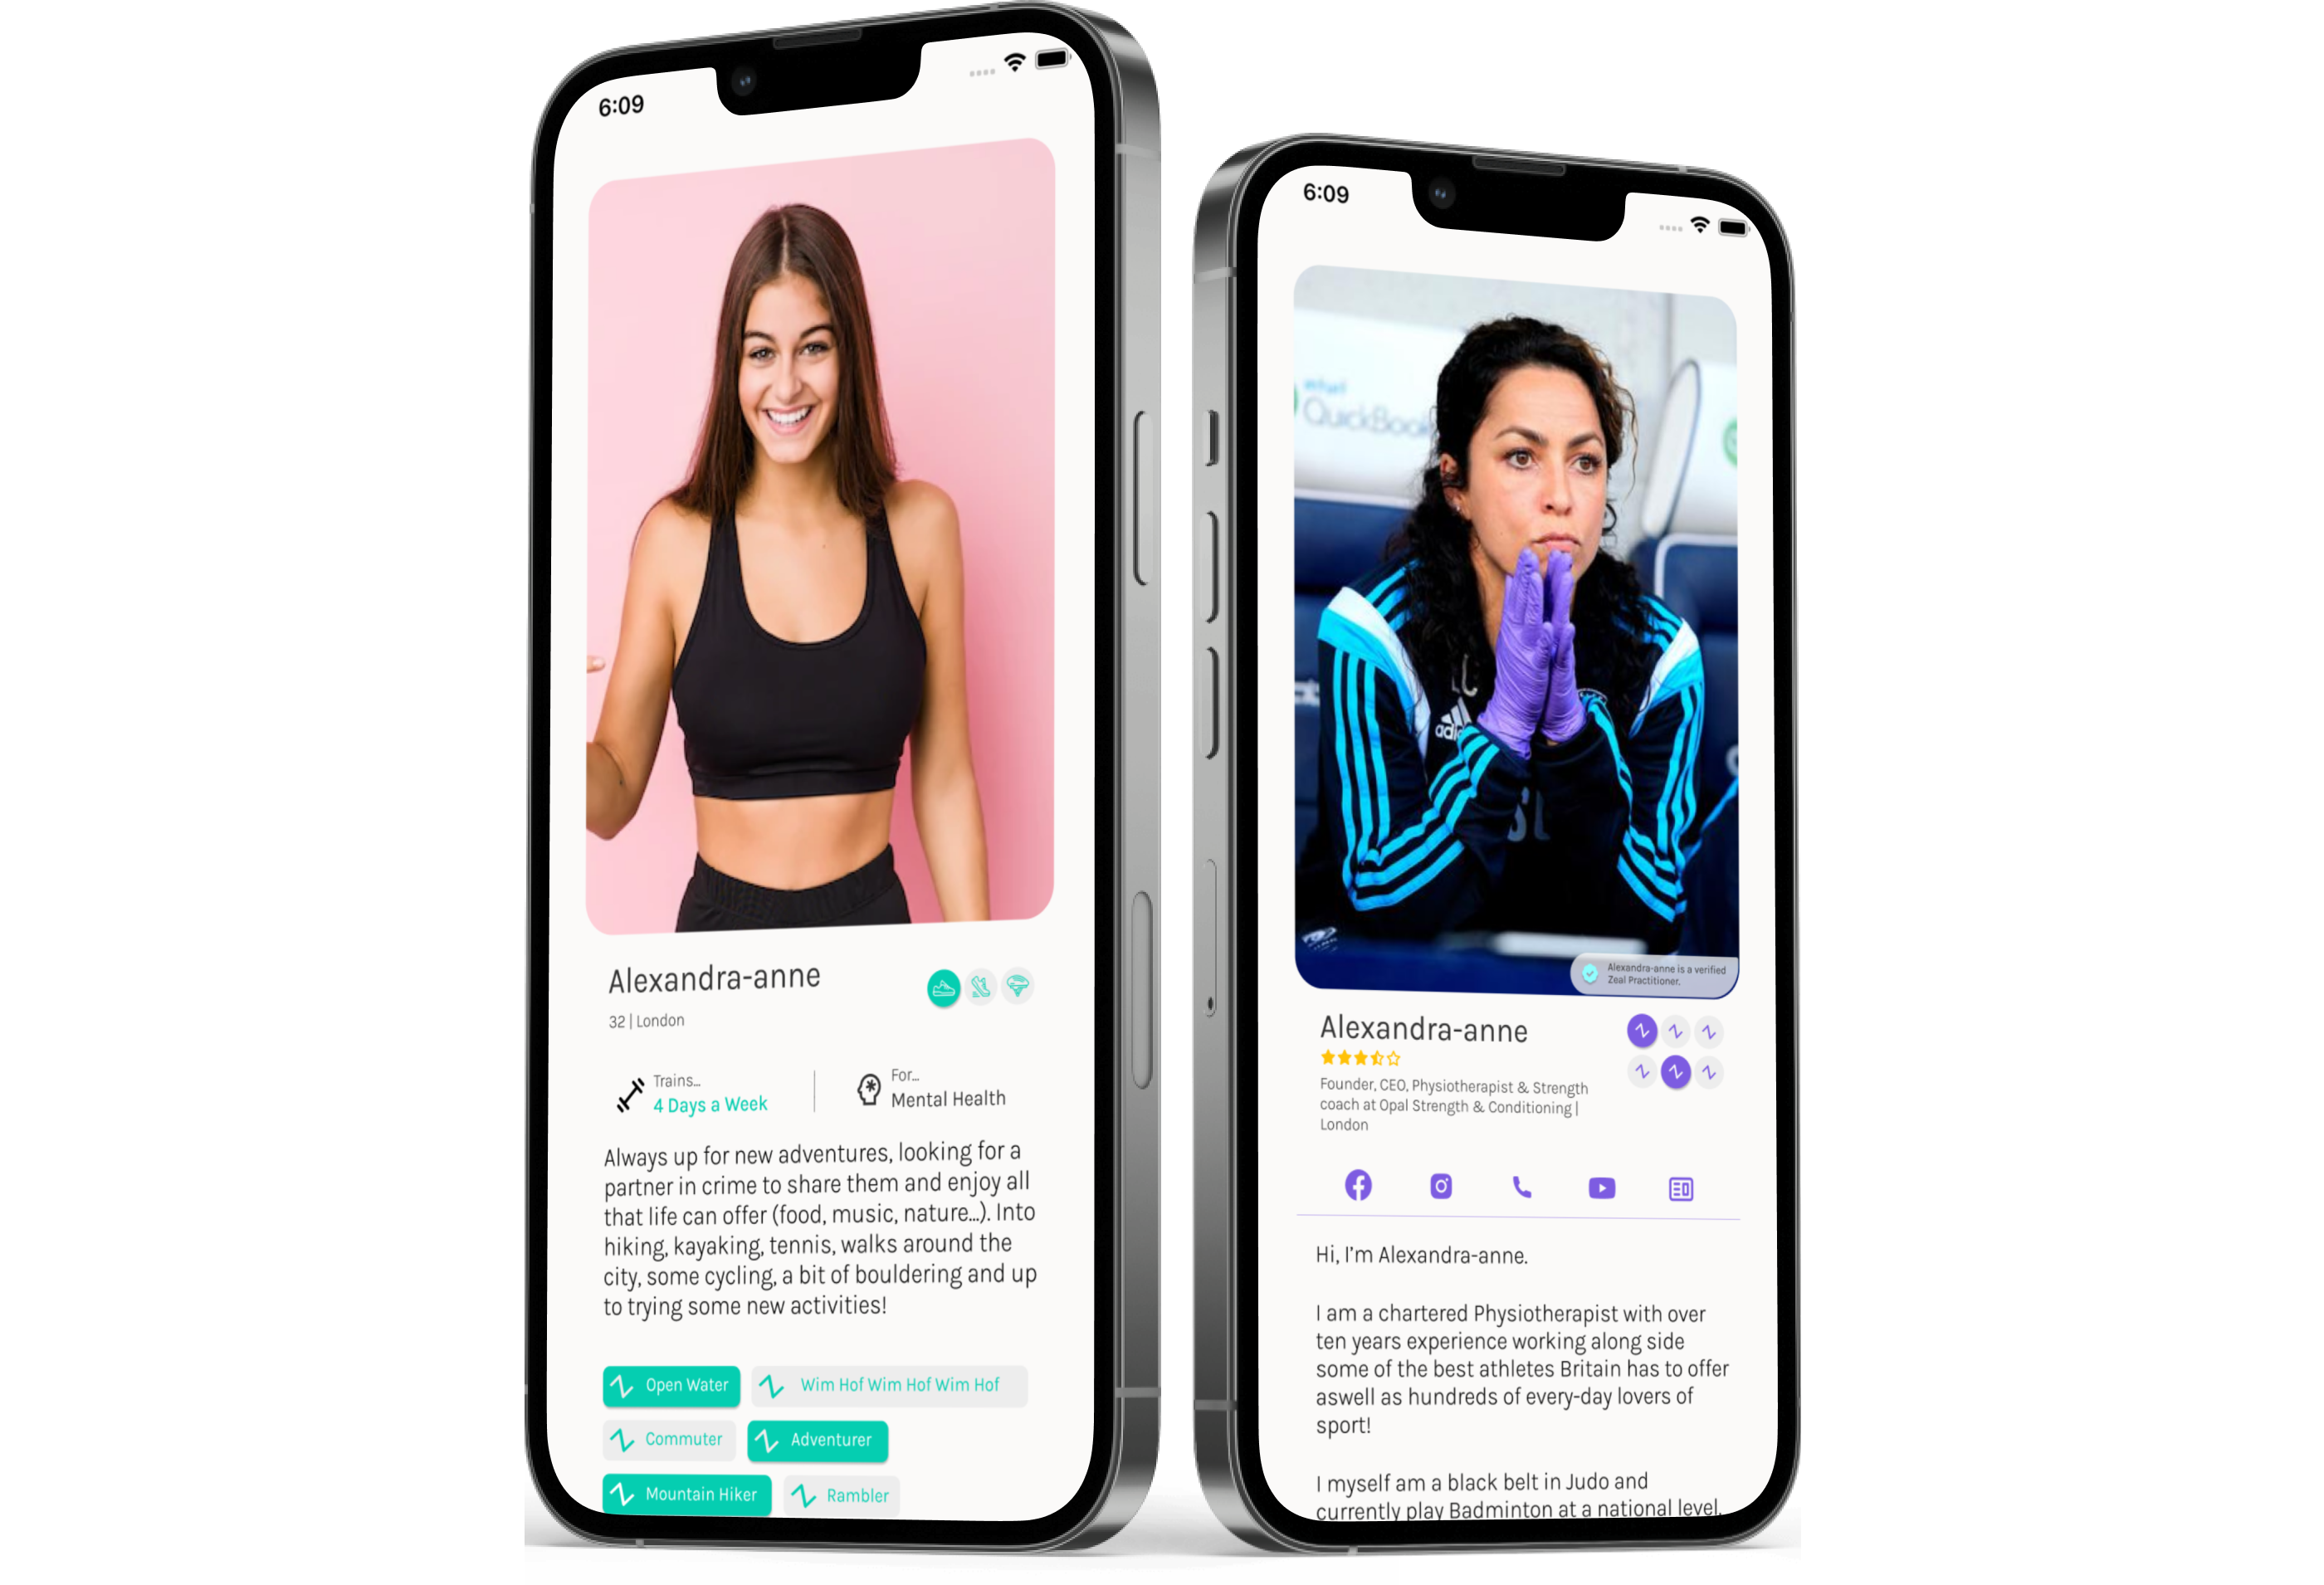 6:09
Alexandra-anne
32 | London
Trains...
4 Days a Week
For...
Mental Health
Always up for new adventures, looking for a
partner in crime to share them and enjoy all
that life can offer (food, music, nature...). Into
hiking, kayaking, tennis, walks around the
city, some cycling, a bit of bouldering and up
to trying some new activities!
Open Water
Wim Hof Wim Hof Wim Hof
Commuter
Adventurer
Mountain Hiker
Rambler
6:09
intuit
QuickBook
adid
Alexandra-anne is a verified
Zeal Practitioner.
Alexandra-anne
Founder, CEO, Physiotherapist & Strength
coach at Opal Strength & Conditioning |
London
Hi, I'm Alexandra-anne.
I am a chartered Physiotherapist with over
ten years experience working along side
some of the best athletes Britain has to offer
aswell as hundreds of every-day lovers of
sport!
I myself am a black belt in Judo and
currently play Badminton at a national level.